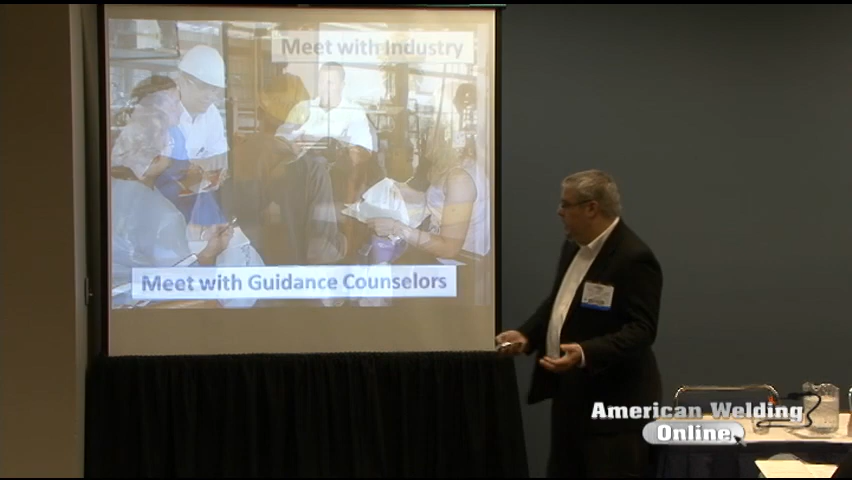 Meet with Industry
Meet with Guidance Counselors
American Welding
Online